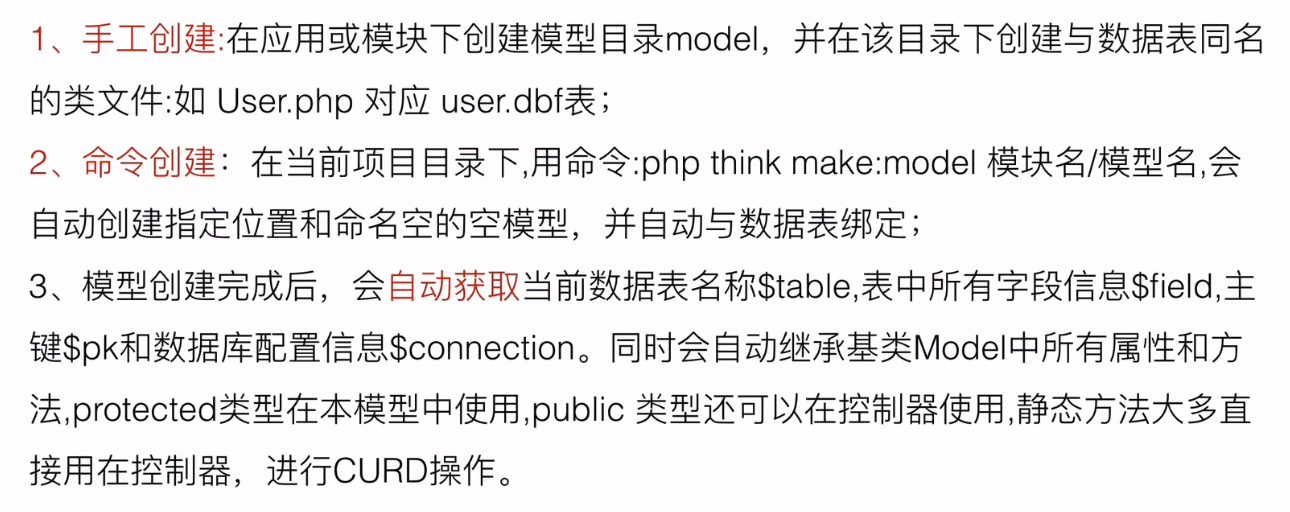 1、手工创建:在应用或模块下创建模型目录model，并在该目录下创建与数据表同名
的类文件:如 User.php 对应 user.dbf表；
2、命令创建：在当前项目目录下,用命令:php think make:model 模块名/模型名,会
自动创建指定位置和命名空的空模型，并自动与数据表绑定；
3、模型创建完成后，会自动获取当前数据表名称$table,表中所有字段信息$field,主
键$pk和数据库配置信息$connection。同时会自动继承基类Model中所有属性和方
法,protected类型在本模型中使用,public 类型还可以在控制器使用,静态方法大多直
接用在控制器，进行CURD操作。